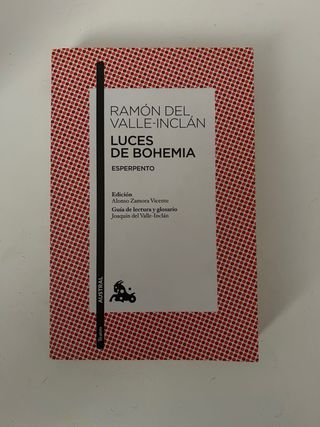 RAMÓN DEL
VALLE-INCLÁN
LUCES
DE BOHEMIA
ESPERPENTO
Edición
Alonso Zamora Vicente
Guía de lectura y glosario
Joaquín del Valle-Inclán
AUSTRAL